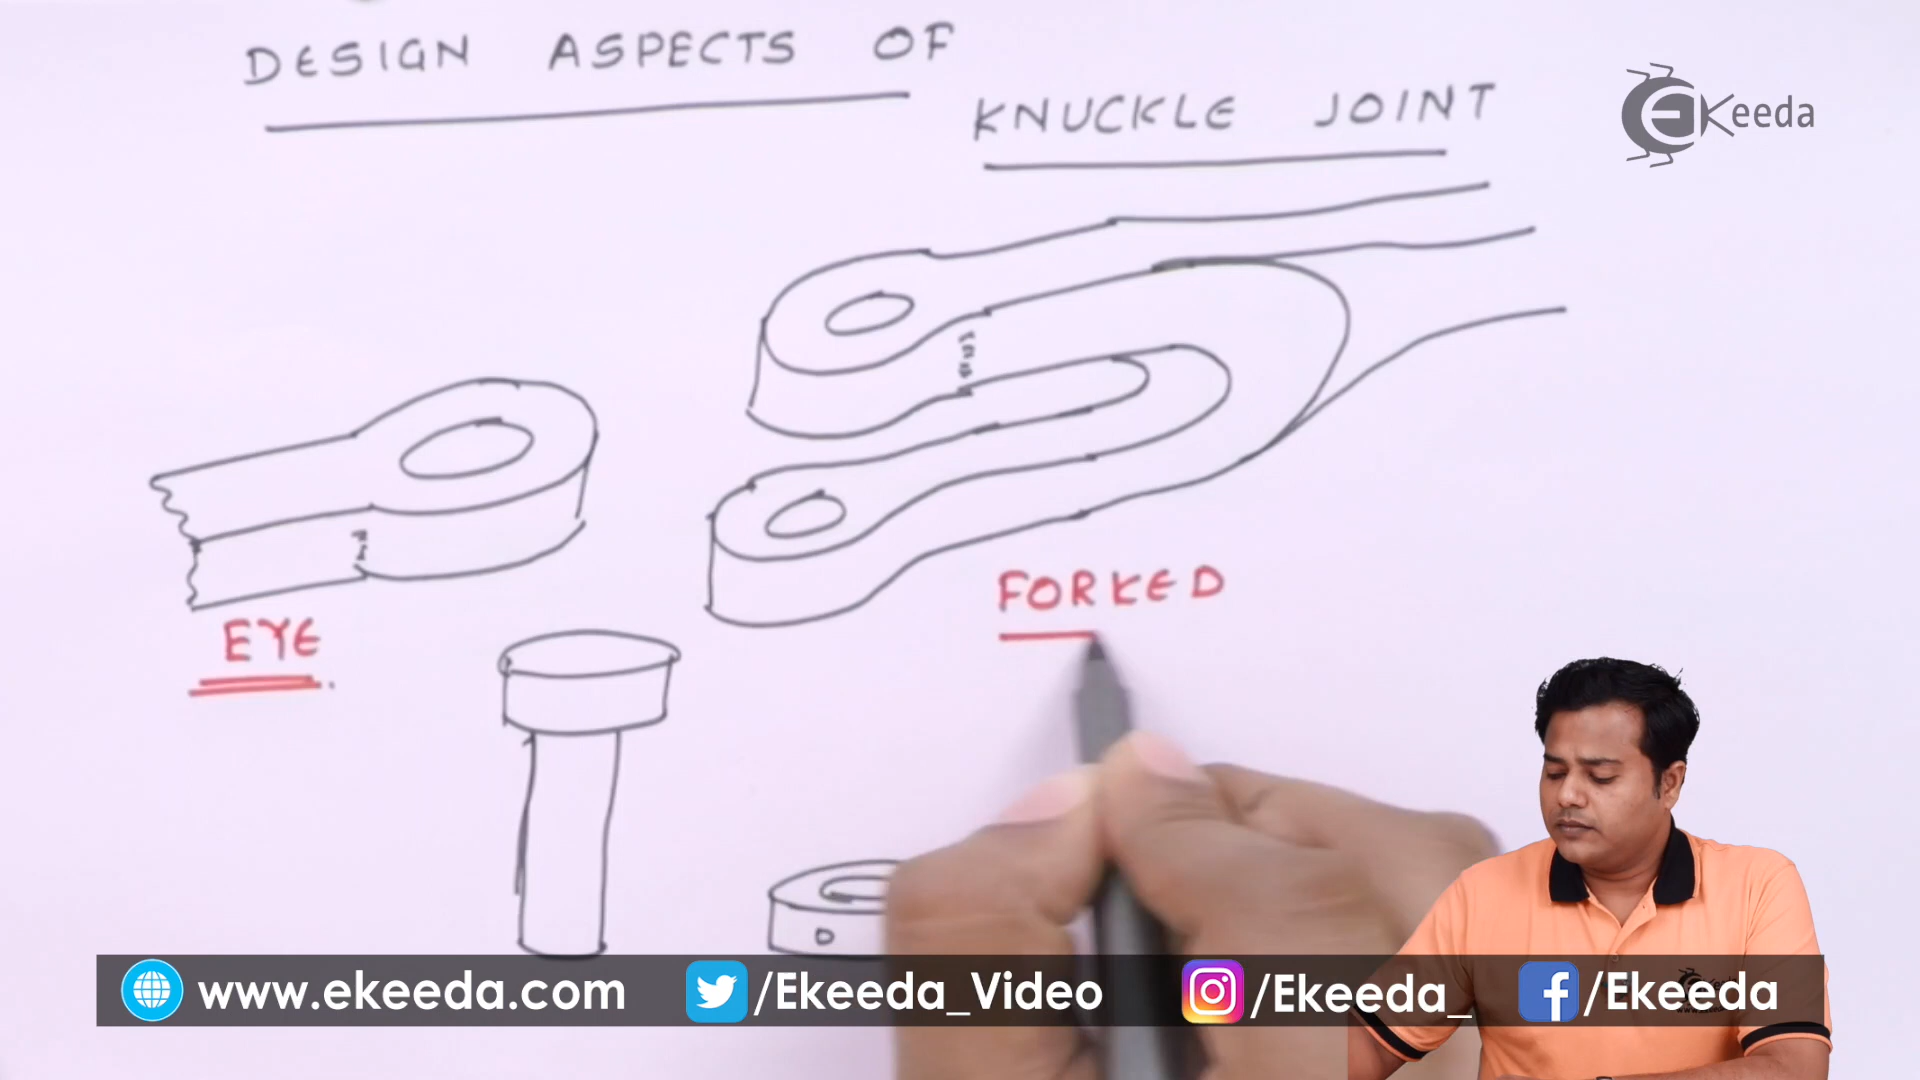 DESIGN ASPECTS OF
KNUCKLE JOINT
EKeeda
FORKED
EYE
www.ekeeda.com
/Ekeeda_Video
/Ekeeda_
/Ekeeda